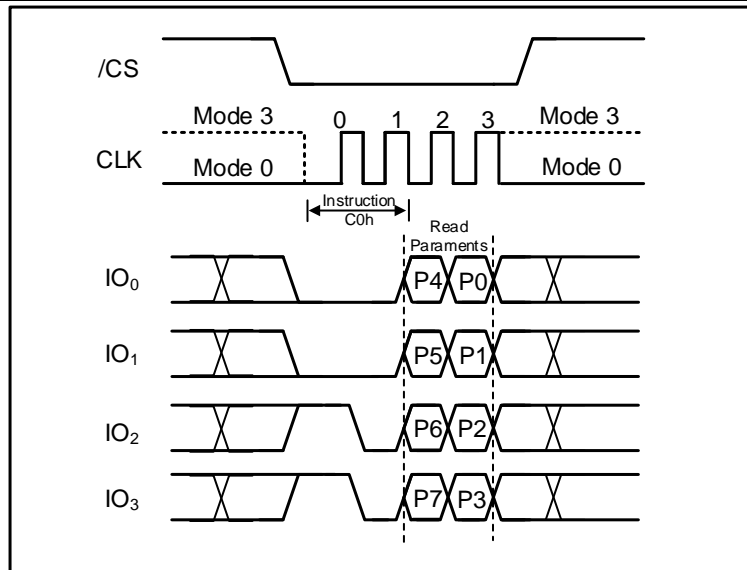 /CS
Mode 3 0 1 2 3 Mode 3
CLK
Mode 0 Mode 0
Instruction
C0h
Read
Paraments
IO0 P4 P0
IO1 P5 P1
IO2 P6 P2
IO3 P7 P3